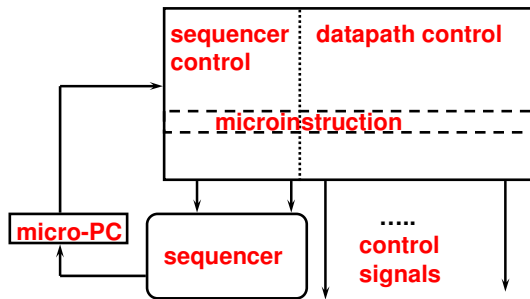 sequencer control
datapath control
microinstruction
micro-PC
sequencer
.....
control
signals